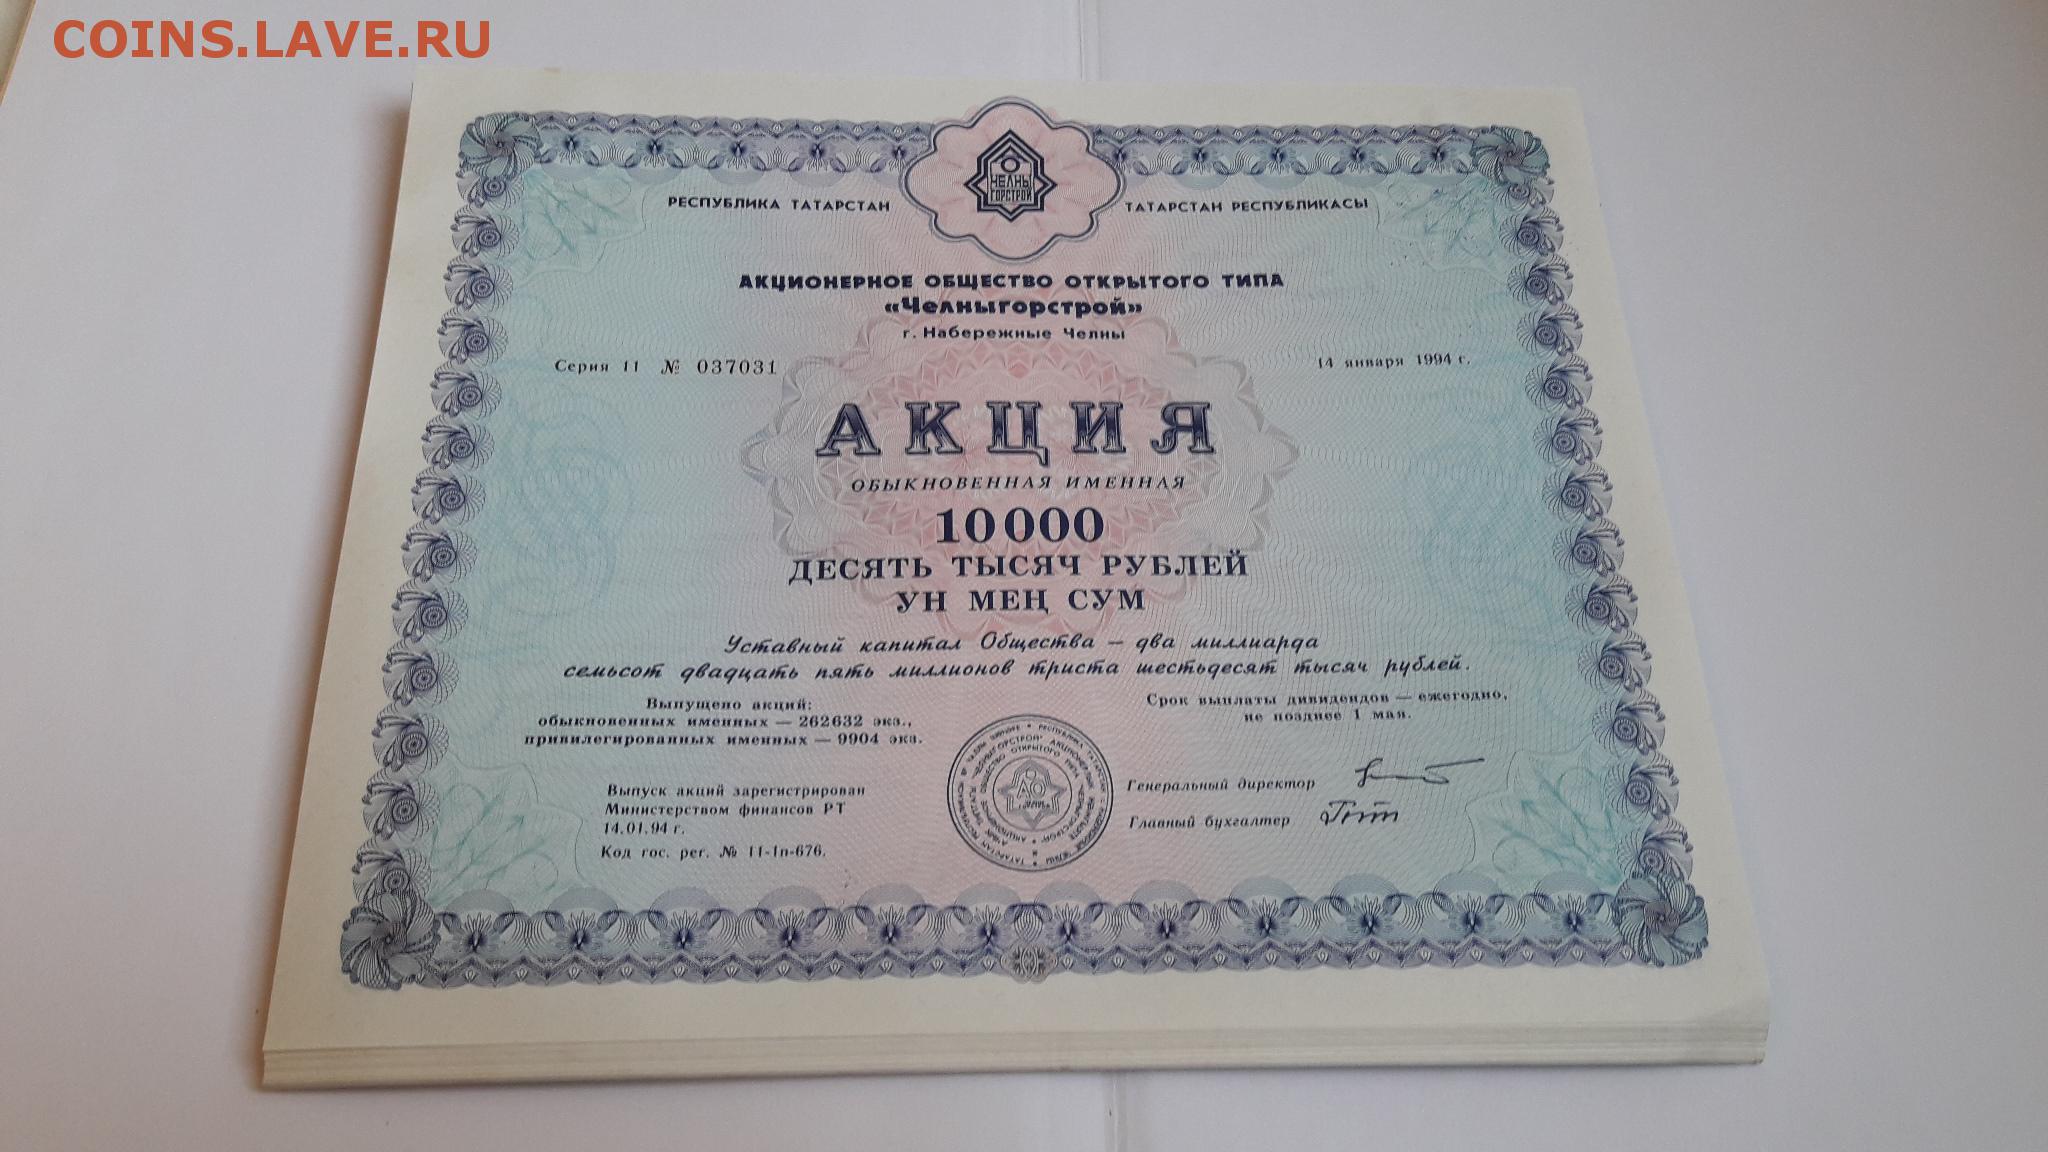 COINS.LAVE.RU
ЧЕЛНЫ
ГОРСТРОЙ
РЕСПУБЛИКА ТАТАРСТАН
ТАТАРСТАН РЕСПУБЛИКАСЫ
АКЦИОНЕРНОЕ ОБЩЕСТВО ОТКРЫТОГО ТИПА
«Челныгорстрой»
г. Набережные Челны
Серия 11 № 037031
14 января 1994 г.
АКЦИЯ
ОБЫКНОВЕННАЯ ИМЕННАЯ
10 000
ДЕСЯТЬ ТЫСЯЧ РУБЛЕЙ
УН МЕҢ СУМ
Уставный капитал Общества — два миллиарда
семьсот двадцать пять миллионов триста шестьдесят тысяч рублей.
Выпущено акций:
обыкновенных именных — 262632 экз.,
привилегированных именных — 9904 экз.
Срок выплаты дивидендов — ежегодно,
не позднее 1 мая.
Выпуск акций зарегистрирован
Министерством финансов РТ
14.01.94 г.
Код гос. рег. № 11-1п-676.
Генеральный директор
Главный бухгалтер